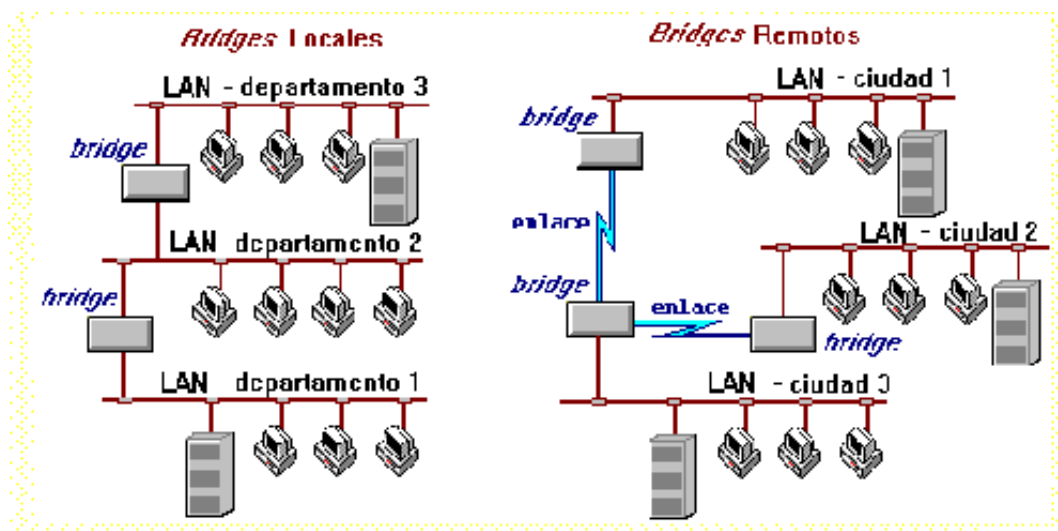 Bridges Locales
LAN - departamento 3
bridge
LAN departamento 2
bridge
LAN departamento 1
Bridges Remotos
LAN - ciudad 1
bridge
enlace
LAN - ciudad 2
bridge
enlace
bridge
LAN - ciudad 3